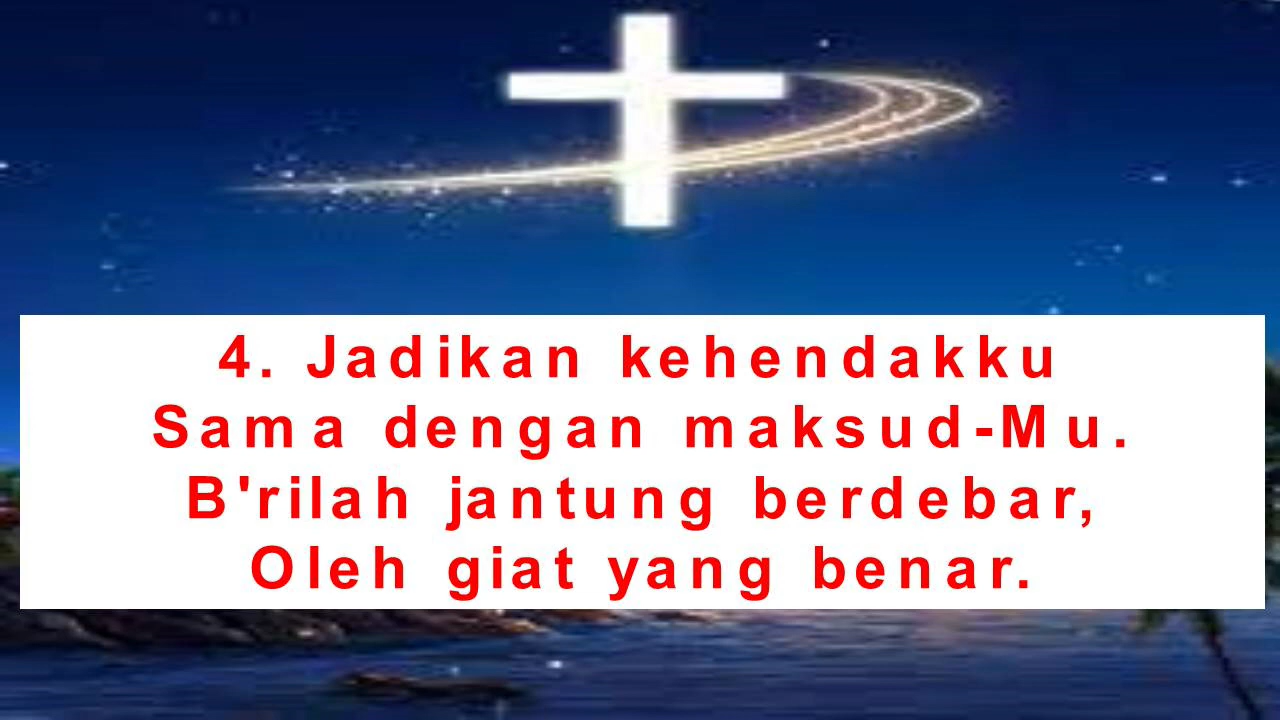 4. Jadikan kehendakku
Sama dengan maksud-Mu.
B'rilah jantung berdebar,
Oleh giat yang benar.